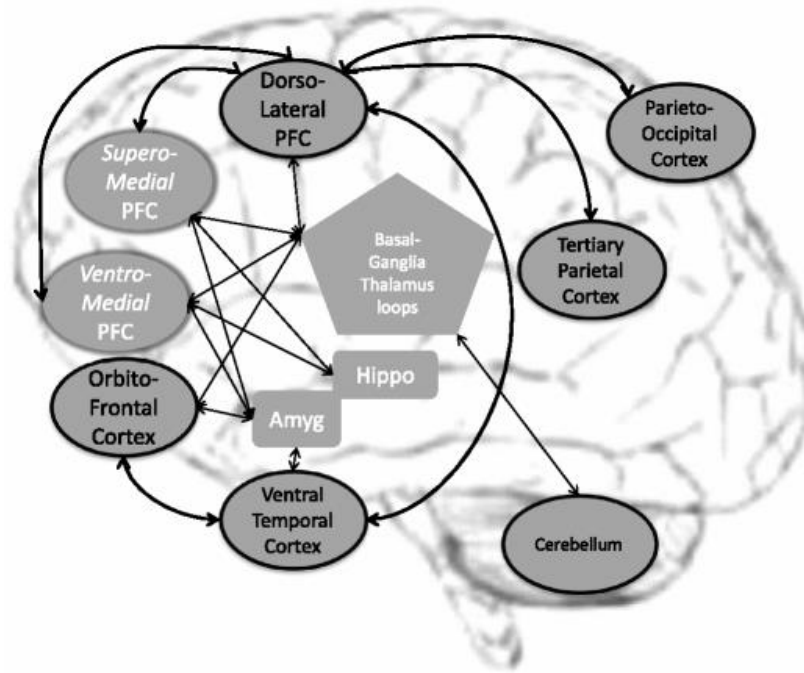 Dorso-
Lateral
PFC
Parieto-
Occipital
Cortex
Supero-
Medial
PFC
Basal-
Ganglia
Thalamus
loops
Tertiary
Parietal
Cortex
Ventro-
Medial
PFC
Orbito-
Frontal
Cortex
Hippo
Amyg
Ventral
Temporal
Cortex
Cerebellum